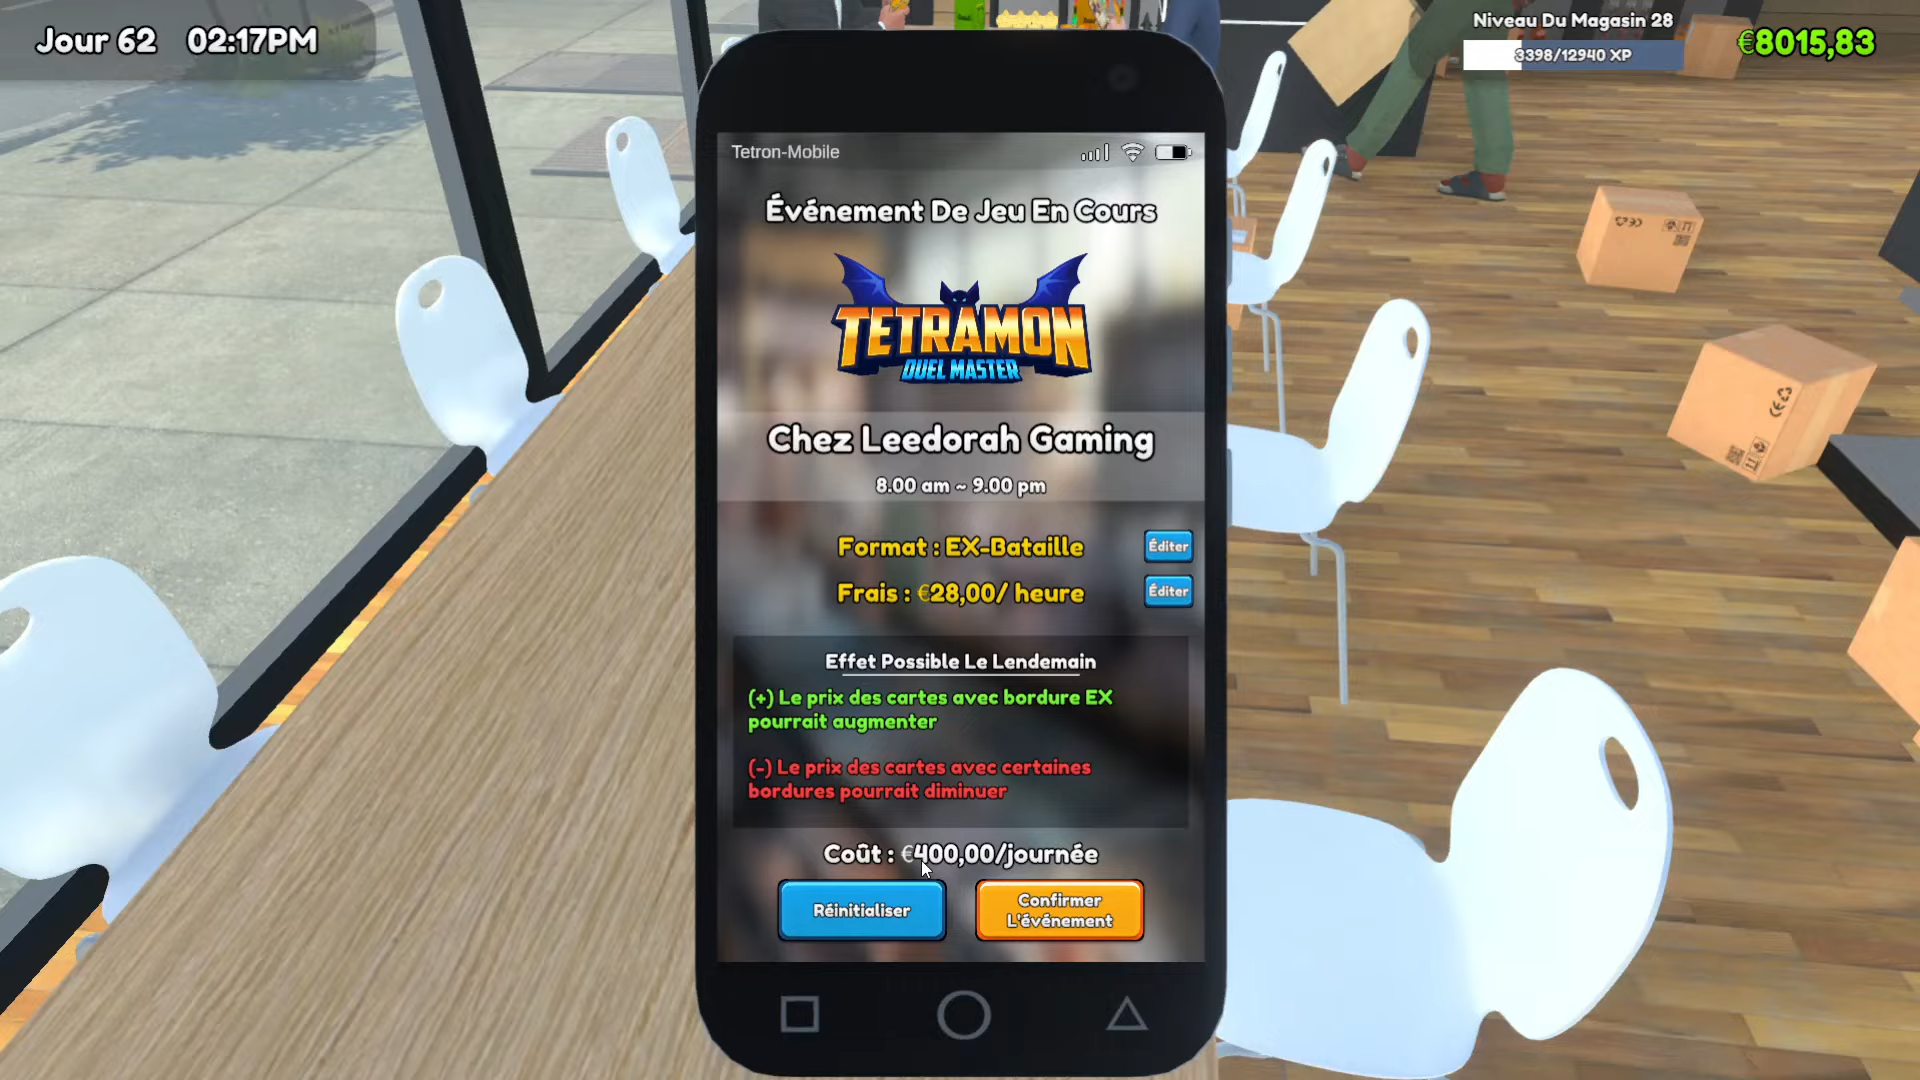 Jour 62 02:17PM
Niveau Du Magasin 28
3398/12940 XP
€8015,83
Tetron-Mobile
Événement De Jeu En Cours
TETRAMON
DUEL MASTER
Chez Leedorah Gaming
8.00 am ~ 9.00 pm
Format : EX-Bataille
Éditer
Frais : €28,00/ heure
Éditer
Effet Possible Le Lendemain
(+) Le prix des cartes avec bordure EX
pourrait augmenter
(-) Le prix des cartes avec certaines
bordures pourrait diminuer
Coût : €400,00/journée
Réinitialiser
Confirmer
L'événement